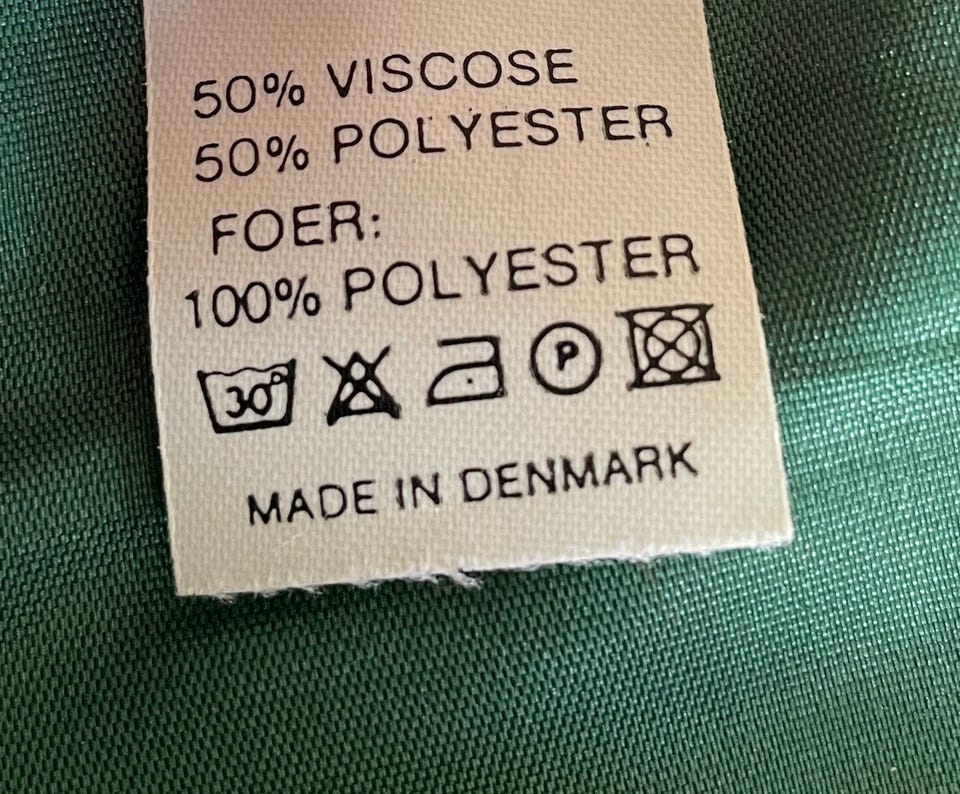 50% VISCOSE
50% POLYESTER
FOER:
100% POLYESTER
30° P
MADE IN DENMARK